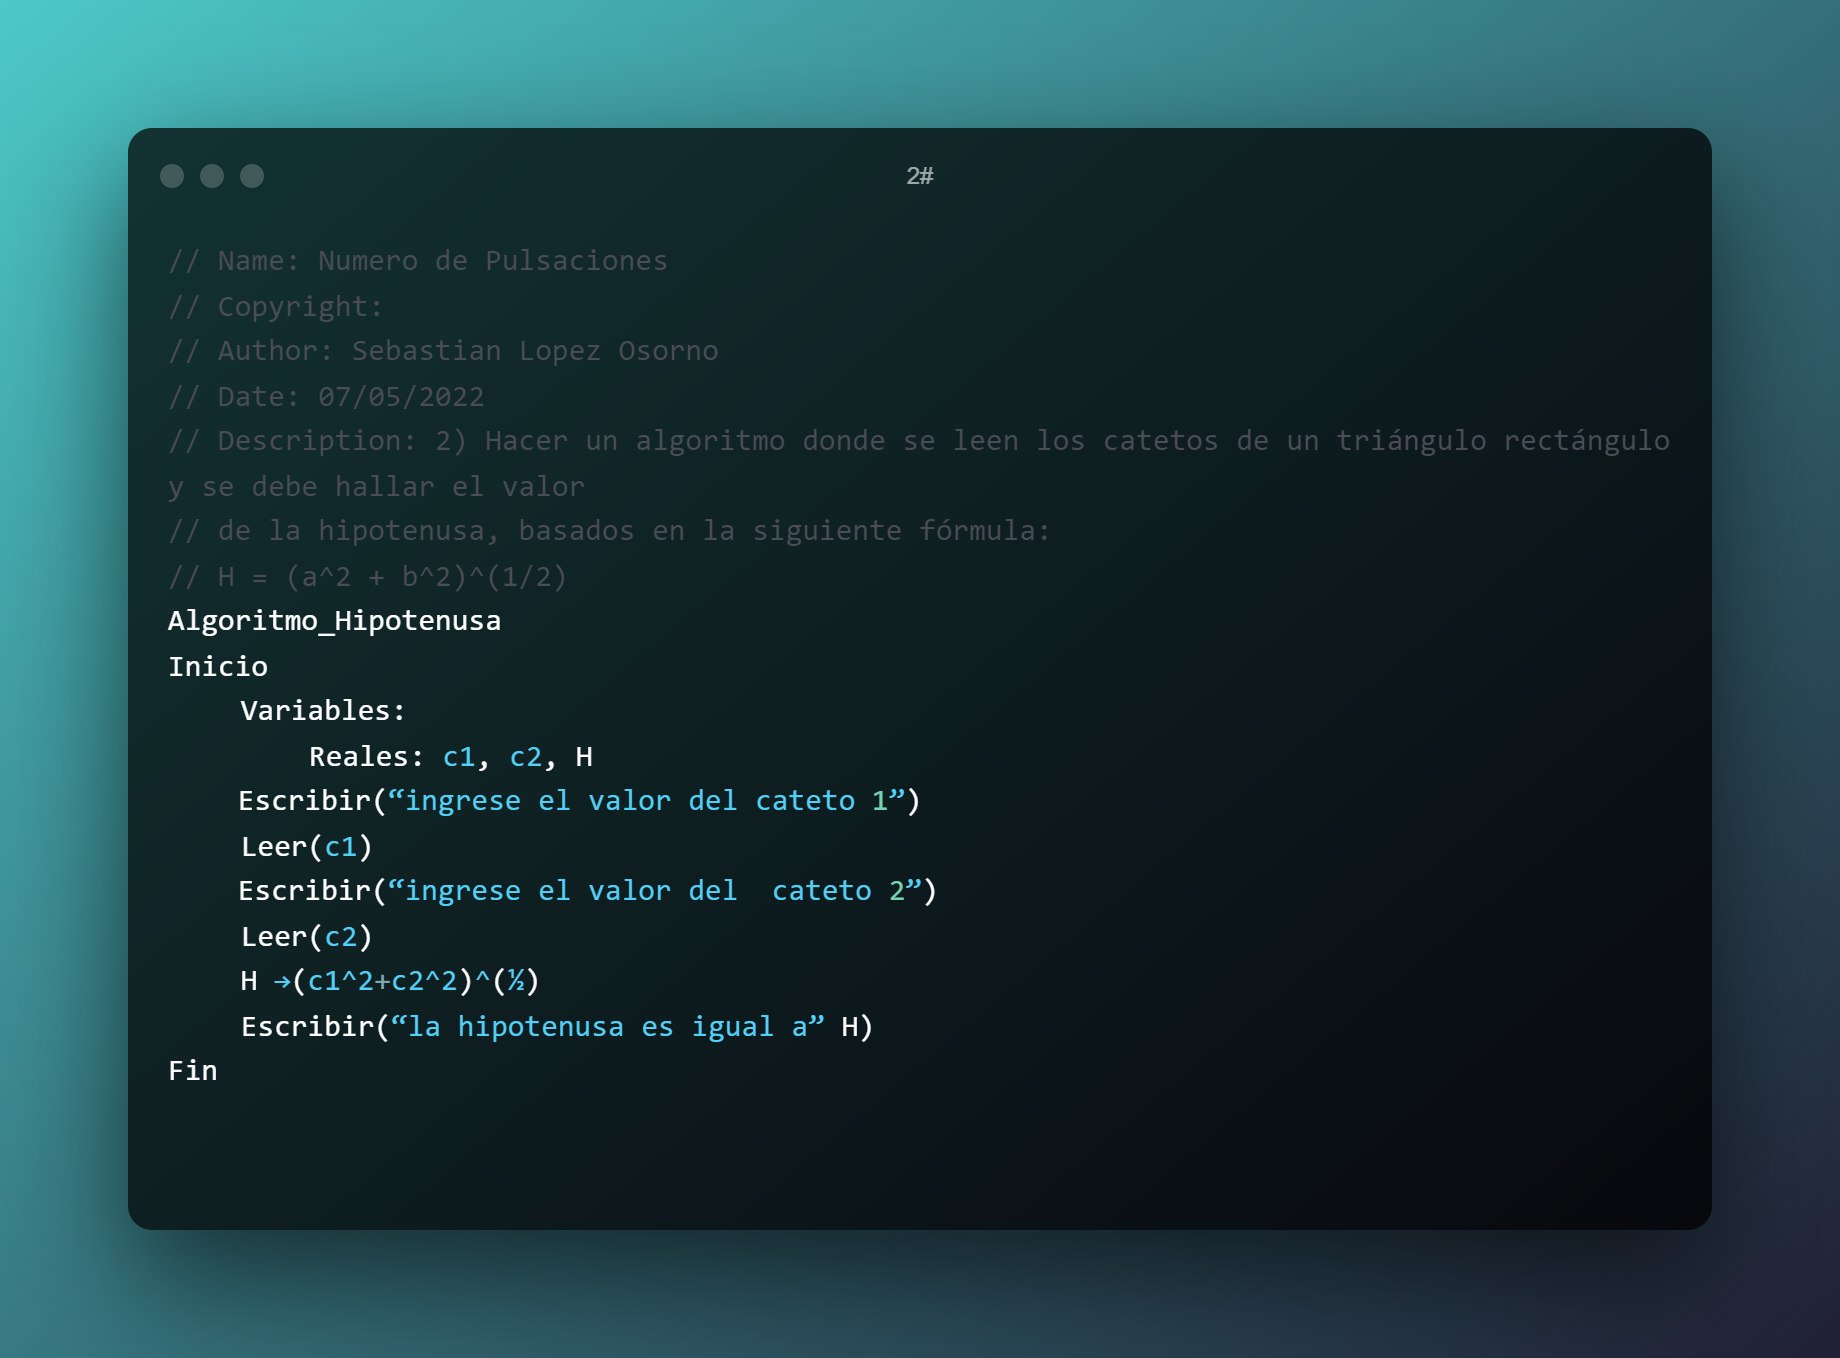 2#
// Name: Numero de Pulsaciones
// Copyright:
// Author: Sebastian Lopez Osorno
// Date: 07/05/2022
// Description: 2) Hacer un algoritmo donde se leen los catetos de un triángulo rectángulo
y se debe hallar el valor
// de la hipotenusa, basados en la siguiente fórmula:
// H = (a^2 + b^2)^(1/2)
Algoritmo_Hipotenusa
Inicio
Variables:
Reales: c1, c2, H
Escribir(“ingrese el valor del cateto 1”)
Leer(c1)
Escribir(“ingrese el valor del  cateto 2”)
Leer(c2)
H →(c1^2+c2^2)^(½)
Escribir(“la hipotenusa es igual a” H)
Fin